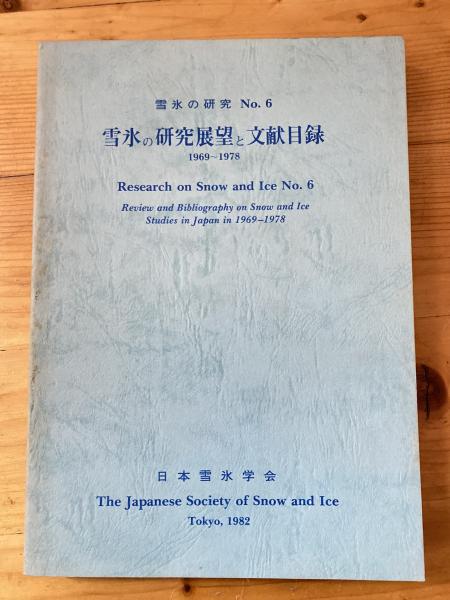 雪氷の研究 No. 6
雪氷の研究展望と文献目録
1969~1978
Research on Snow and Ice No. 6
Review and Bibliography on Snow and Ice
Studies in Japan in 1969–1978
日本雪氷学会
The Japanese Society of Snow and Ice
Tokyo, 1982